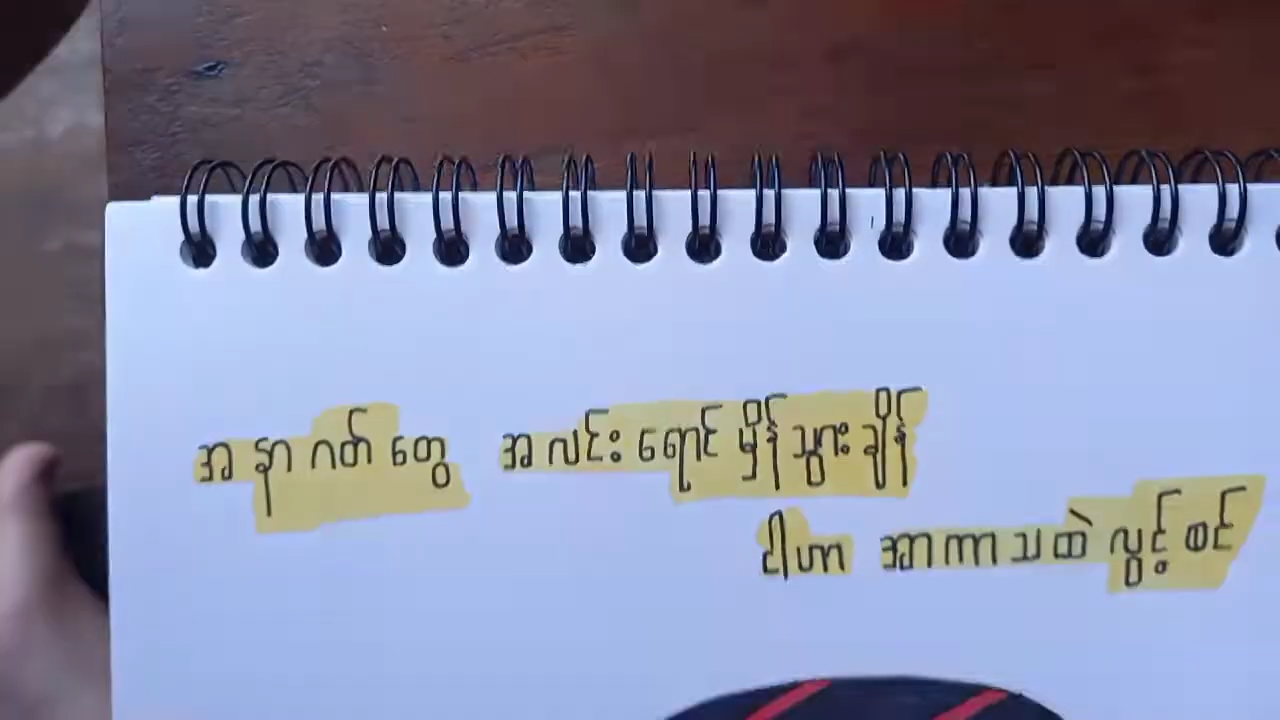 အနာဂတ်တွေ အလင်းရောင်မှိန်သွားချိန်
ငါဟာ အာကာသထဲလွင့်စင်